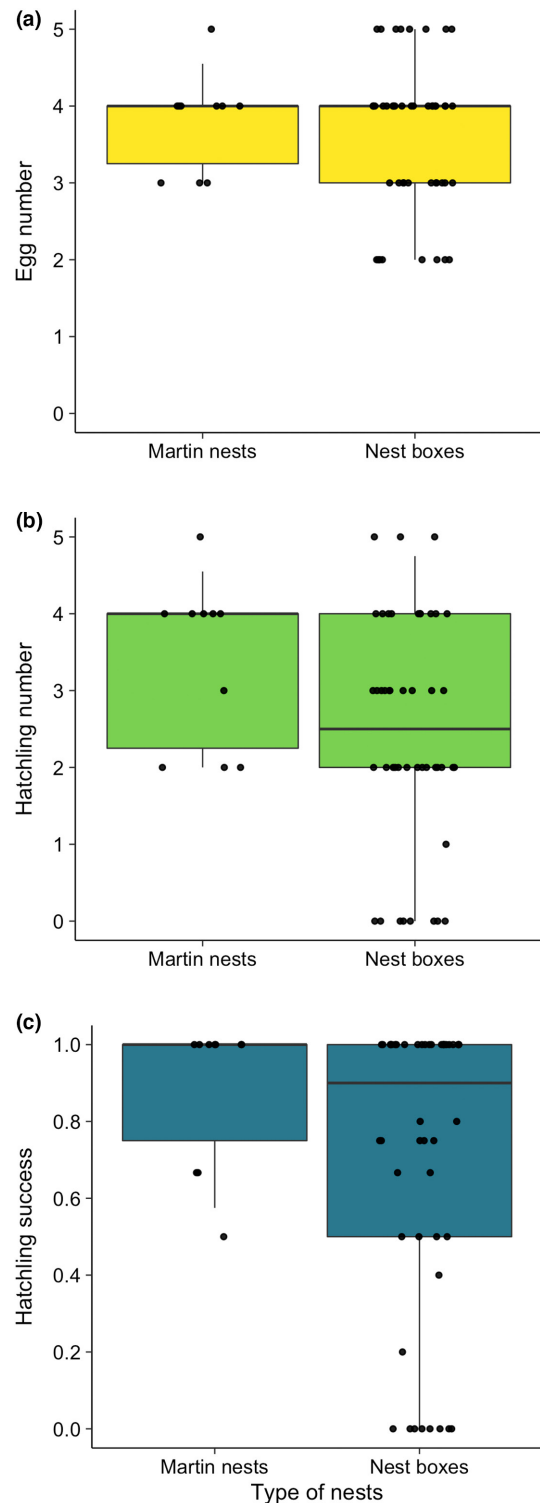 (a)
Egg number
5
4
3
2
1
0
Martin nests Nest boxes
(b)
Hatchling number
5
4
3
2
1
0
Martin nests Nest boxes
(c)
Hatchling success
1.0
0.8
0.6
0.4
0.2
0.0
Martin nests Nest boxes
Type of nests